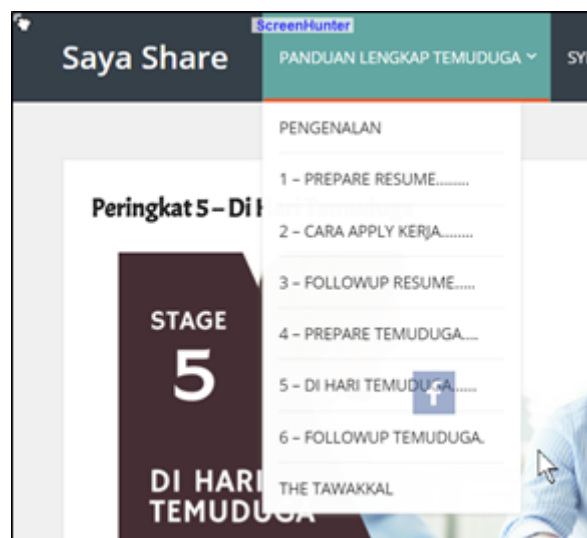 ScreenHunter
Saya Share
PANDUAN LENGKAP TEMUDUGA
PENGENALAN
1 – PREPARE RESUME.........
2 – CARA APPLY KERJA.........
3 – FOLLOWUP RESUME.....
4 – PREPARE TEMUDUGA....
5 – DI HARI TEMUDUGA......
6 – FOLLOWUP TEMUDUGA.
THE TAWAKKAL
Peringkat 5 – Di Hari
STAGE
5
DI HARI
TEMUDUGA